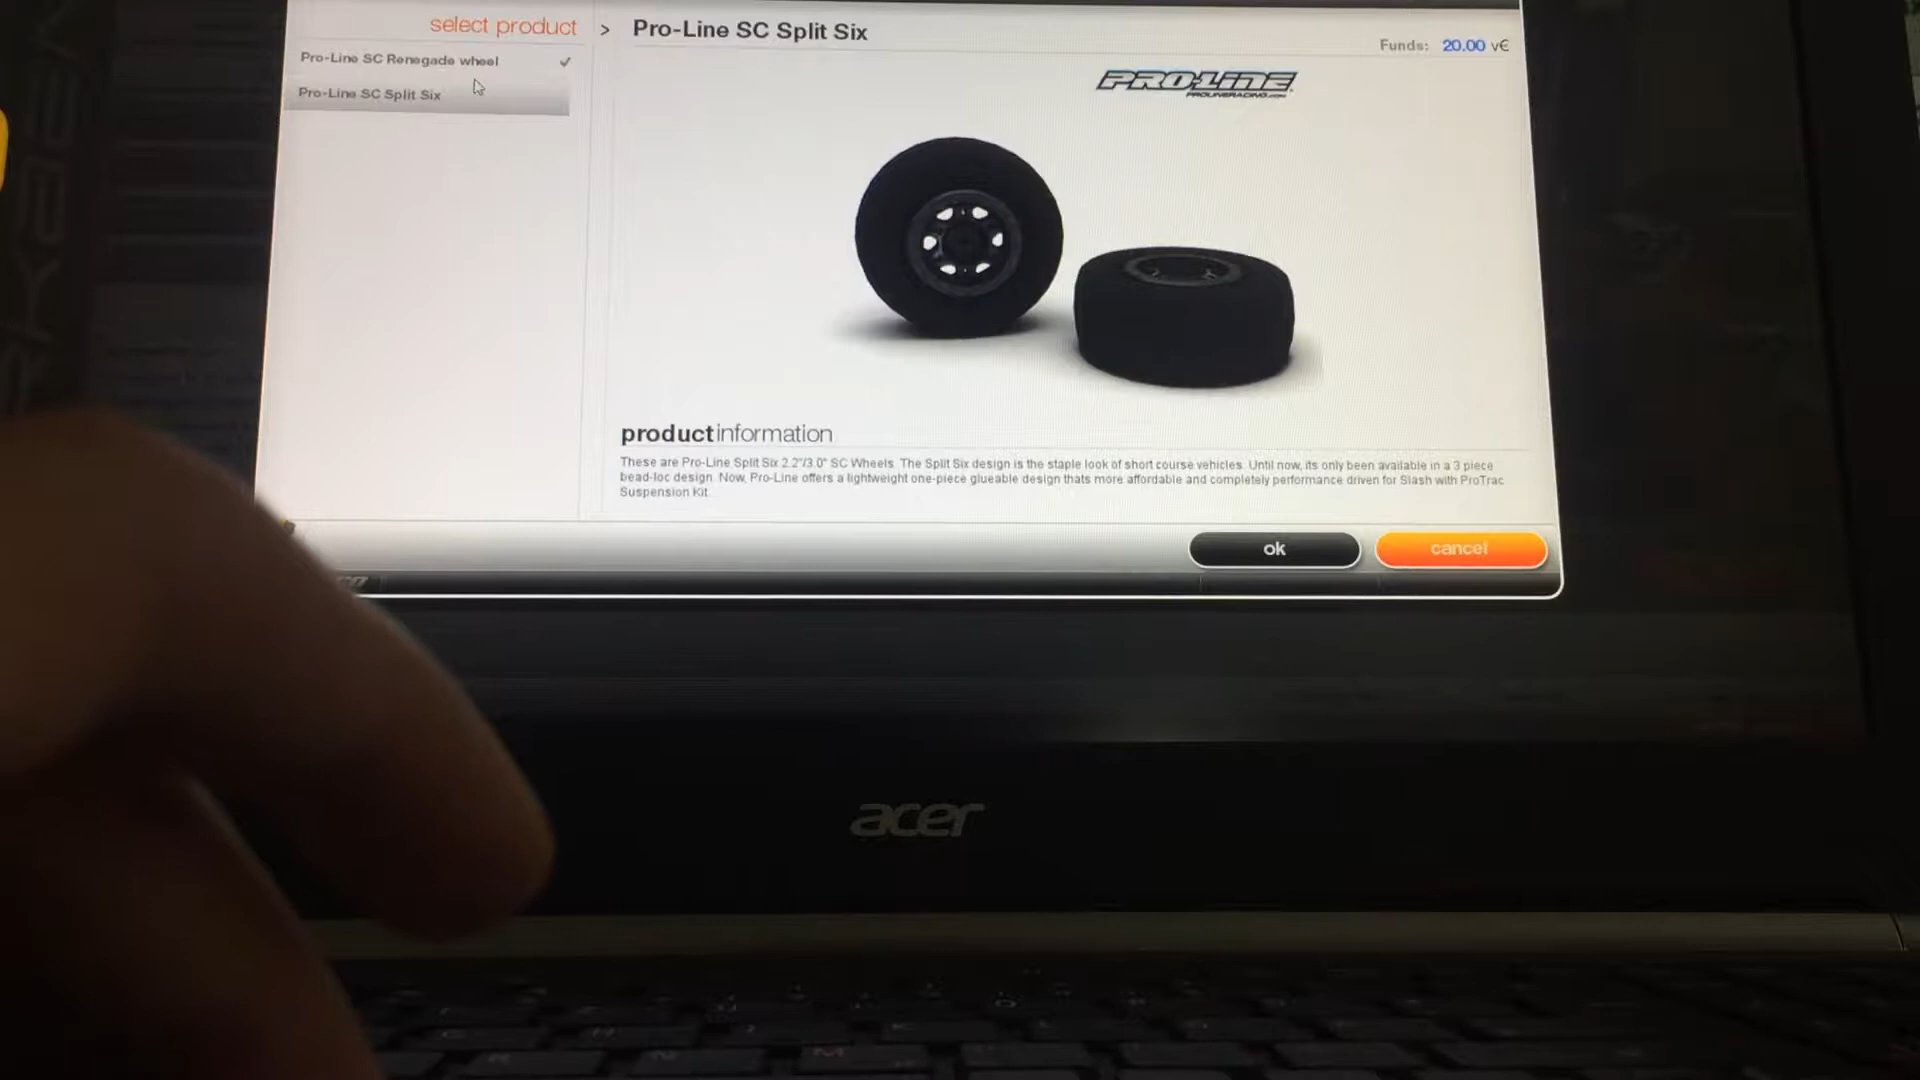 select product > Pro-Line SC Split Six
Funds: 20.00 v€
Pro-Line SC Renegade wheel ✓
Pro-Line SC Split Six
PRO-LINE
PROLINERACING.COM
productinformation
These are Pro-Line Split Six 2.2"/3.0" SC Wheels. The Split Six design is the staple look of short course vehicles. Until now, its only been available in a 3 piece
bead-loc design. Now, Pro-Line offers a lightweight one-piece glueable design thats more affordable and completely performance driven for Slash with ProTrac
Suspension Kit.
ok
cancel
acer